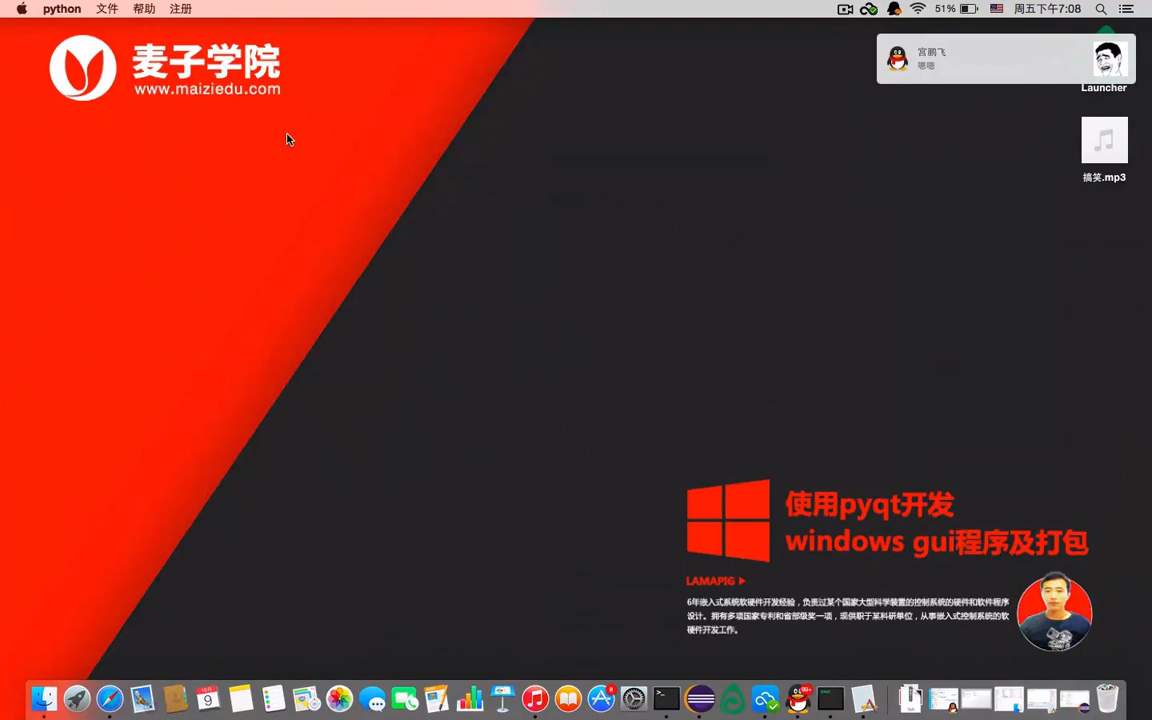 python 文件 帮助 注册
51% 周五下午7:08
宫鹏飞
嗯嗯
Launcher
搞笑.mp3
麦子学院
www.maiziedu.com
使用pyqt开发
windows gui程序及打包
LAMAPIG
6年嵌入式系统软硬件开发经验，负责过某个国家大型科学装置的控制系统的硬件和软件程序
设计。拥有多项国家专利和省部级奖一项，现供职于某科研单位，从事嵌入式控制系统的软
硬件开发工作。
9